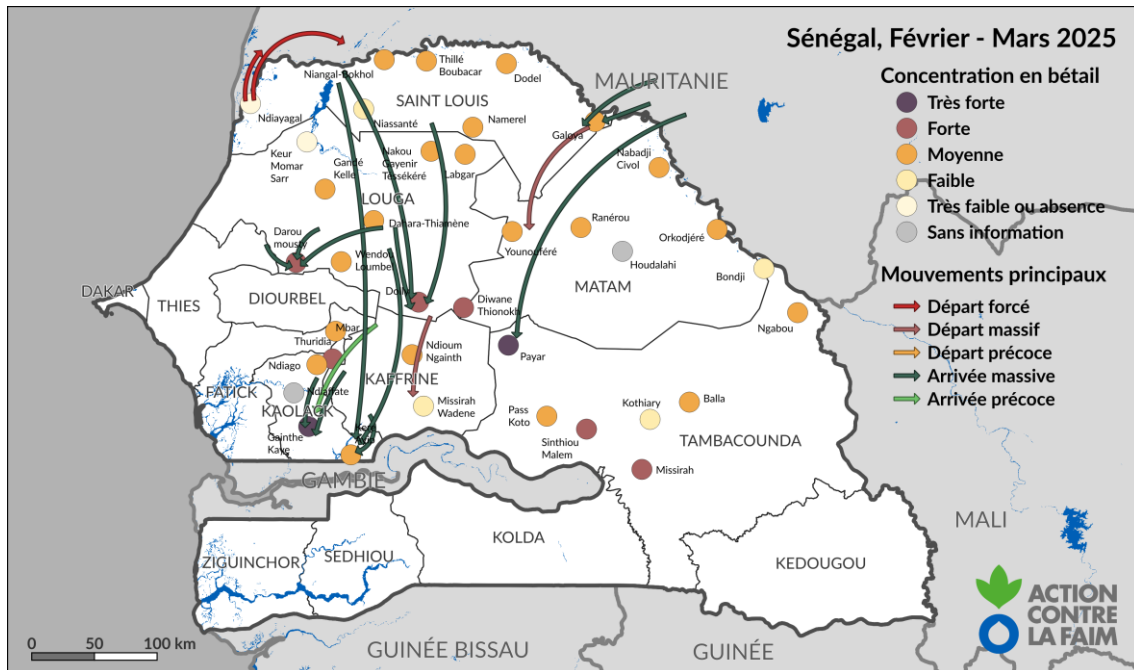 Sénégal, Février - Mars 2025
Concentration en bétail
Très forte
Forte
Moyenne
Faible
Très faible ou absence
Sans information
Mouvements principaux
Départ forcé
Départ massif
Départ précoce
Arrivée massive
Arrivée précoce
MAURITANIE
SAINT LOUIS
Niangal-Bokhol
Thillé
Boubacar
Dodel
Ndiayagal
Niassanté
Namerel
Galoya
Keur
Momar
Sarr
Gandé
Kelle
Nakou
Gayenir
Tessékéré
Labgar
Nabadji
Civol
LOUGA
Dahara-Thiamène
Ranérou
Darou
mousty
Younouféré
Orkodjéré
Wendou
Loumbel
Houdalahi
Bondji
DAKAR
THIES
DIOURBEL
MATAM
Diwane
Thionokh
Ngabou
Mbar
Thuridia
Ndioum
Ngainth
Payar
Ndiago
KAFFRINE
FATICK
KAOLACK
Missirah
Wadene
Kothiary
Balla
Pass
Koto
Sinthiou
Malem
TAMBACOUNDA
Gainthe
Kaye
Missirah
GAMBIE
MALI
KOLDA
ZIGUINCHOR
SEDHIOU
KEDOUGOU
GUINÉE BISSAU
GUINÉE
0 50 100 km
ACTION
CONTRE
LA FAIM